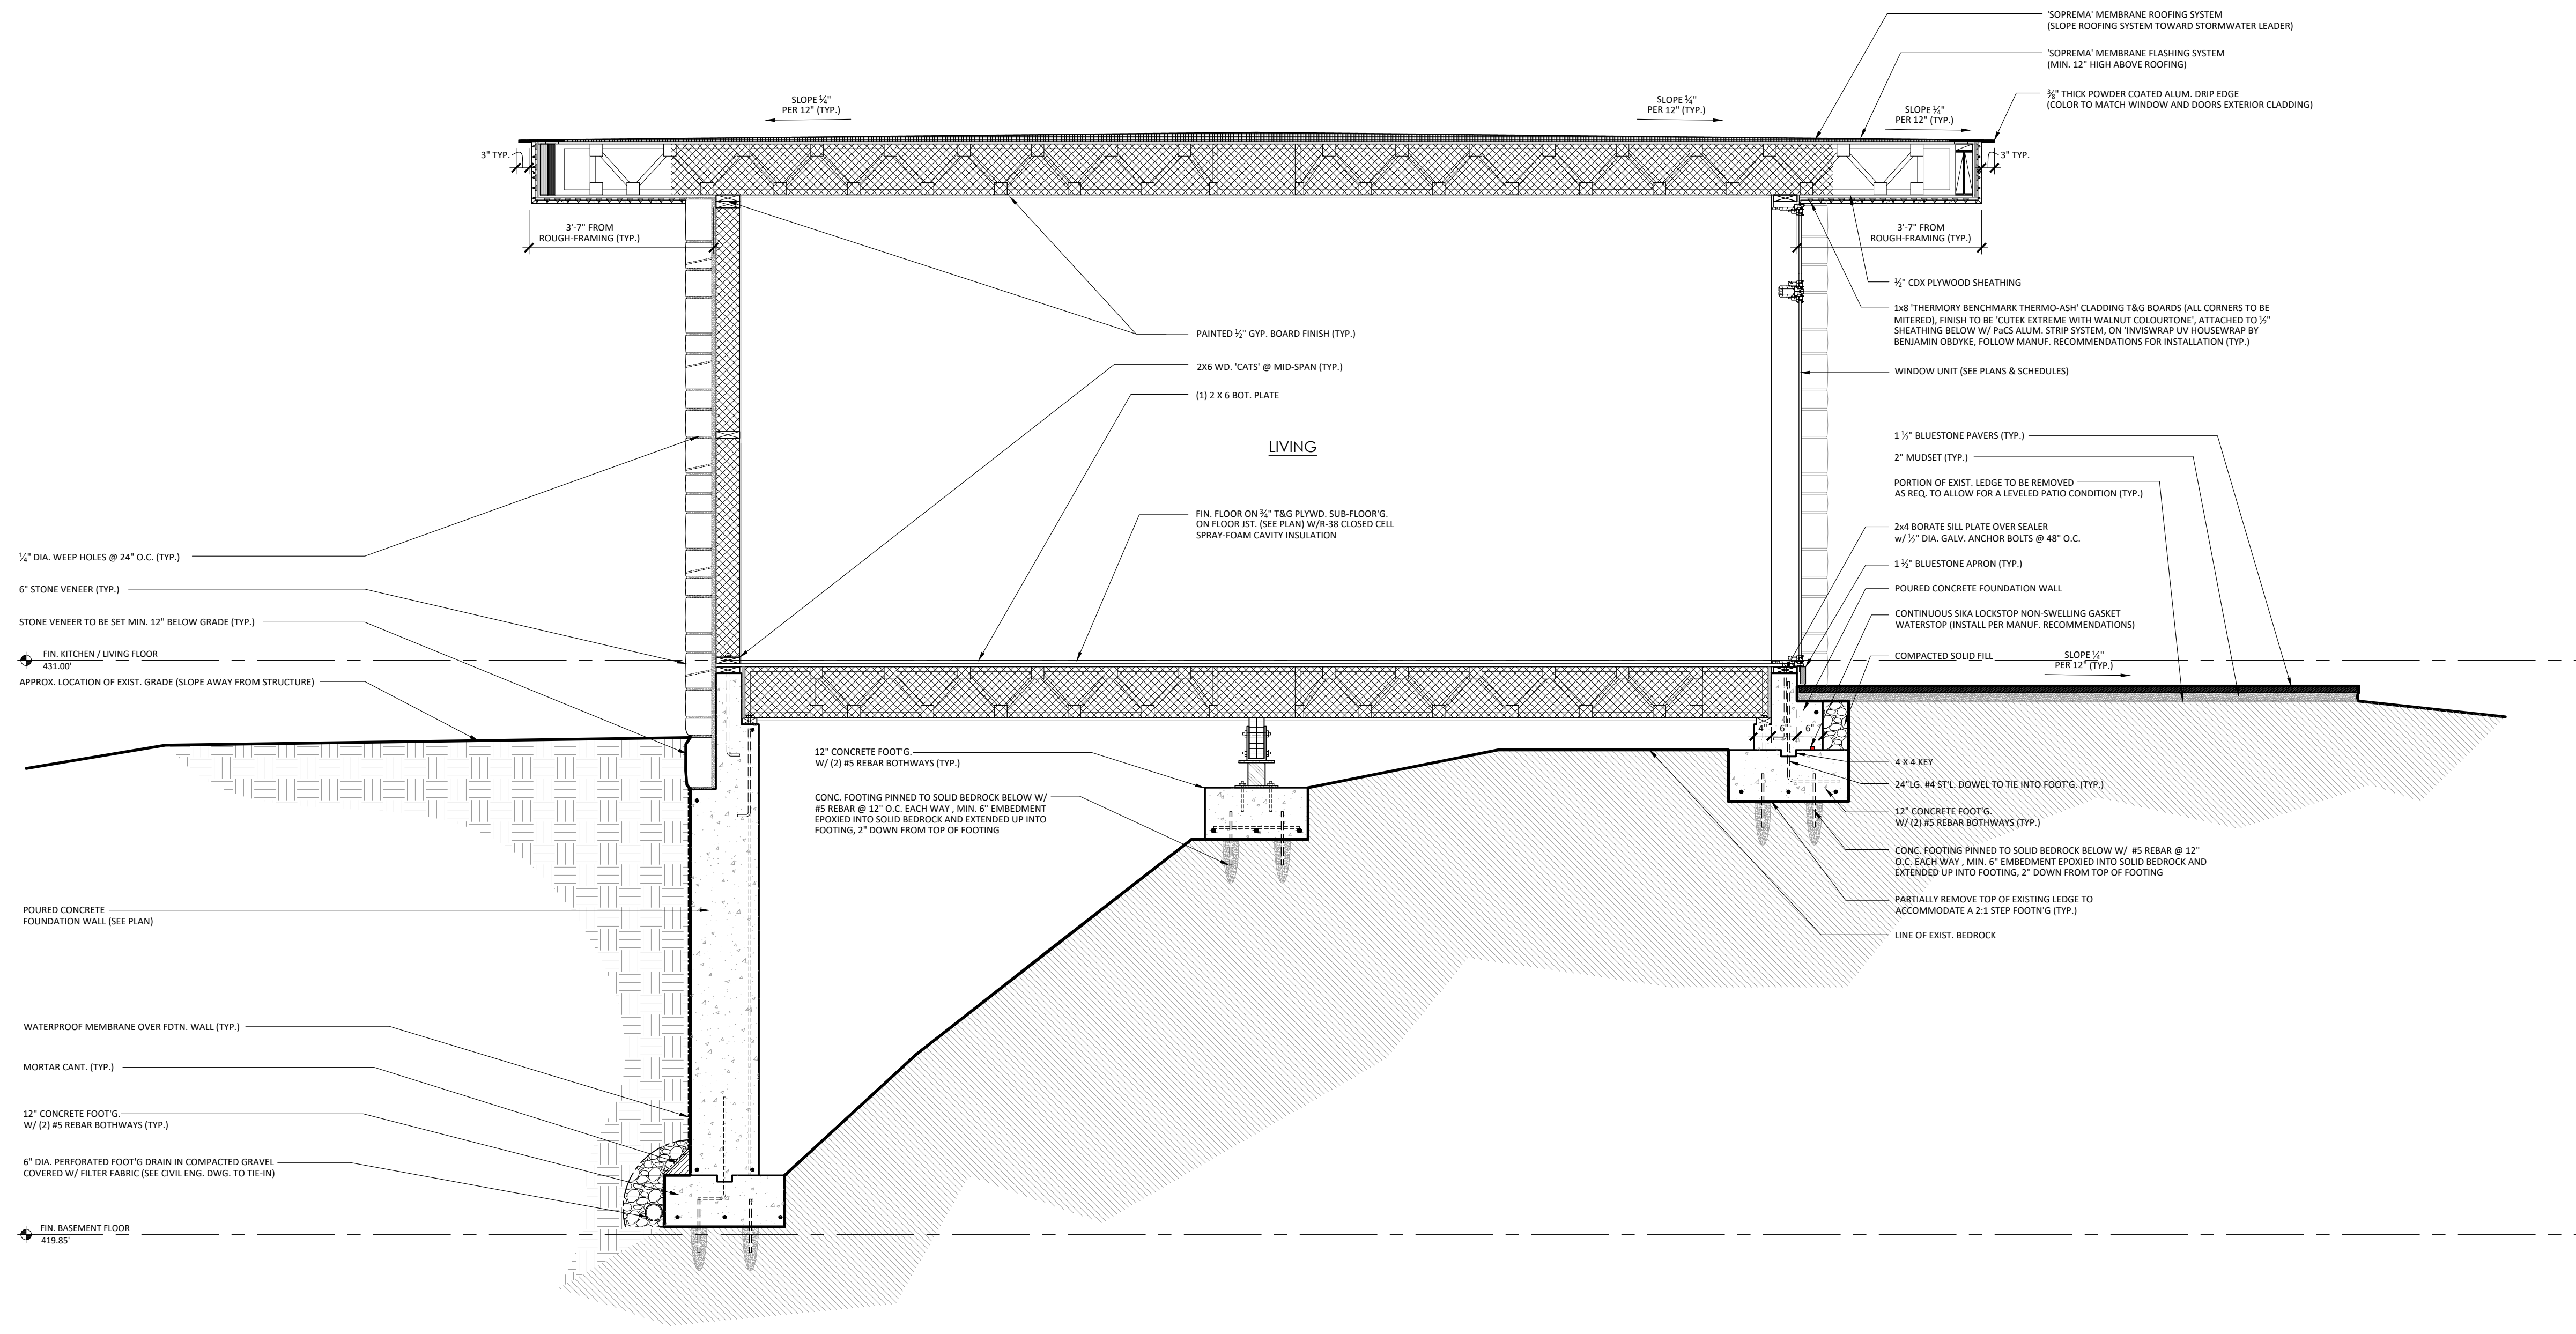 'SOPREMA' MEMBRANE ROOFING SYSTEM
(SLOPE ROOFING SYSTEM TOWARD STORMWATER LEADER)
'SOPREMA' MEMBRANE FLASHING SYSTEM
(MIN. 12" HIGH ABOVE ROOFING)
⅜" THICK POWDER COATED ALUM. DRIP EDGE
(COLOR TO MATCH WINDOW AND DOORS EXTERIOR CLADDING)
SLOPE ¼"
PER 12" (TYP.)
SLOPE ¼"
PER 12" (TYP.)
SLOPE ¼"
PER 12" (TYP.)
3" TYP.
3" TYP.
3'-7" FROM
ROUGH-FRAMING (TYP.)
3'-7" FROM
ROUGH-FRAMING (TYP.)
½" CDX PLYWOOD SHEATHING
1x8 'THERMORY BENCHMARK THERMO-ASH' CLADDING T&G BOARDS (ALL CORNERS TO BE
MITERED), FINISH TO BE 'CUTEK EXTREME WITH WALNUT COLOURTONE', ATTACHED TO ½"
SHEATHING BELOW W/ PaCS ALUM. STRIP SYSTEM, ON 'INVISWRAP UV HOUSEWRAP BY
BENJAMIN OBDYKE, FOLLOW MANUF. RECOMMENDATIONS FOR INSTALLATION (TYP.)
WINDOW UNIT (SEE PLANS & SCHEDULES)
PAINTED ½" GYP. BOARD FINISH (TYP.)
2X6 WD. 'CATS' @ MID-SPAN (TYP.)
(1) 2 X 6 BOT. PLATE
LIVING
FIN. FLOOR ON ¾" T&G PLYWD. SUB-FLOOR'G.
ON FLOOR JST. (SEE PLAN) W/R-38 CLOSED CELL
SPRAY-FOAM CAVITY INSULATION
1 ½" BLUESTONE PAVERS (TYP.)
2" MUDSET (TYP.)
PORTION OF EXIST. LEDGE TO BE REMOVED
AS REQ. TO ALLOW FOR A LEVELED PATIO CONDITION (TYP.)
2x4 BORATE SILL PLATE OVER SEALER
w/ ½" DIA. GALV. ANCHOR BOLTS @ 48" O.C.
1 ½" BLUESTONE APRON (TYP.)
POURED CONCRETE FOUNDATION WALL
CONTINUOUS SIKA LOCKSTOP NON-SWELLING GASKET
WATERSTOP (INSTALL PER MANUF. RECOMMENDATIONS)
COMPACTED SOLID FILL
SLOPE ¼"
PER 12" (TYP.)
¼" DIA. WEEP HOLES @ 24" O.C. (TYP.)
6" STONE VENEER (TYP.)
STONE VENEER TO BE SET MIN. 12" BELOW GRADE (TYP.)
FIN. KITCHEN / LIVING FLOOR
431.00'
APPROX. LOCATION OF EXIST. GRADE (SLOPE AWAY FROM STRUCTURE)
4"
6"
6"
12" CONCRETE FOOT'G.
W/ (2) #5 REBAR BOTHWAYS (TYP.)
CONC. FOOTING PINNED TO SOLID BEDROCK BELOW W/
#5 REBAR @ 12" O.C. EACH WAY , MIN. 6" EMBEDMENT
EPOXIED INTO SOLID BEDROCK AND EXTENDED UP INTO
FOOTING, 2" DOWN FROM TOP OF FOOTING
4 X 4 KEY
24"LG. #4 ST'L. DOWEL TO TIE INTO FOOT'G. (TYP.)
12" CONCRETE FOOT'G.
W/ (2) #5 REBAR BOTHWAYS (TYP.)
CONC. FOOTING PINNED TO SOLID BEDROCK BELOW W/ #5 REBAR @ 12"
O.C. EACH WAY , MIN. 6" EMBEDMENT EPOXIED INTO SOLID BEDROCK AND
EXTENDED UP INTO FOOTING, 2" DOWN FROM TOP OF FOOTING
PARTIALLY REMOVE TOP OF EXISTING LEDGE TO
ACCOMMODATE A 2:1 STEP FOOTN'G (TYP.)
LINE OF EXIST. BEDROCK
POURED CONCRETE
FOUNDATION WALL (SEE PLAN)
WATERPROOF MEMBRANE OVER FDTN. WALL (TYP.)
MORTAR CANT. (TYP.)
12" CONCRETE FOOT'G.
W/ (2) #5 REBAR BOTHWAYS (TYP.)
6" DIA. PERFORATED FOOT'G DRAIN IN COMPACTED GRAVEL
COVERED W/ FILTER FABRIC (SEE CIVIL ENG. DWG. TO TIE-IN)
FIN. BASEMENT FLOOR
419.85'